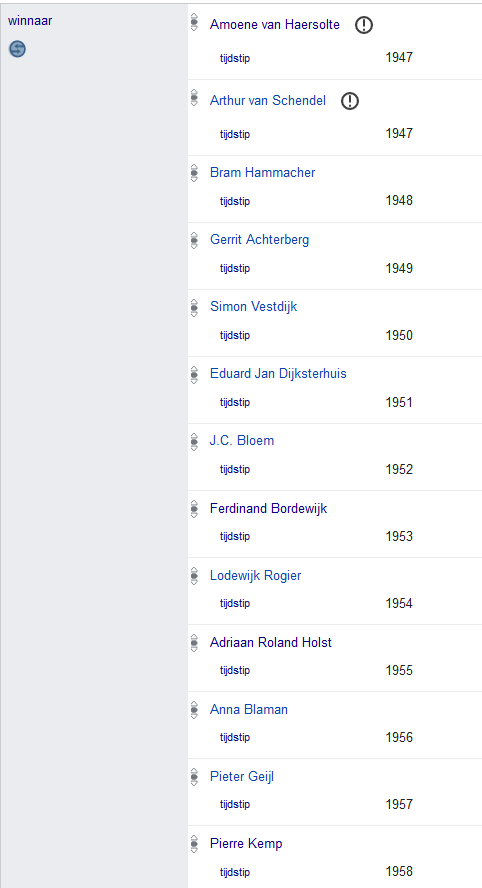 winnaar
Amoene van Haersolte
tijdstip 1947
Arthur van Schendel
tijdstip 1947
Bram Hammacher
tijdstip 1948
Gerrit Achterberg
tijdstip 1949
Simon Vestdijk
tijdstip 1950
Eduard Jan Dijksterhuis
tijdstip 1951
J.C. Bloem
tijdstip 1952
Ferdinand Bordewijk
tijdstip 1953
Lodewijk Rogier
tijdstip 1954
Adriaan Roland Holst
tijdstip 1955
Anna Blaman
tijdstip 1956
Pieter Geijl
tijdstip 1957
Pierre Kemp
tijdstip 1958